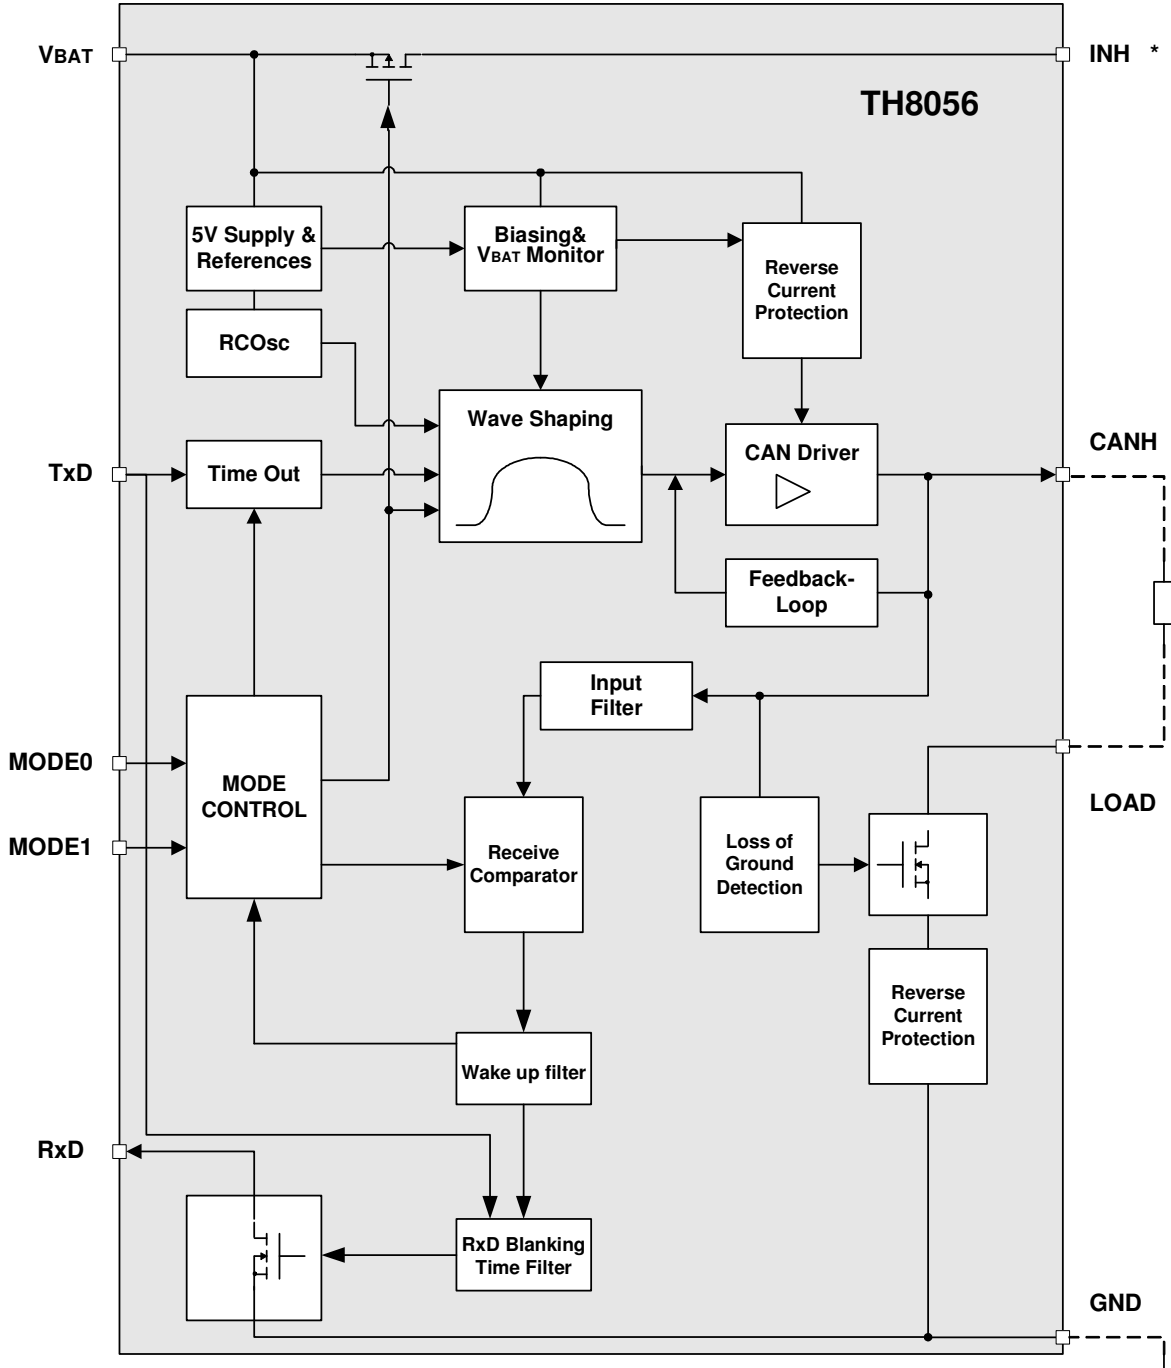 VBAT
INH *
TH8056
5V Supply &
References
Biasing&
VBAT Monitor
Reverse
Current
Protection
RCOsc
Wave Shaping
CANH
CAN Driver
TxD
Time Out
Feedback-
Loop
Input
Filter
MODE0
MODE
CONTROL
MODE1
LOAD
Receive
Comparator
Loss of
Ground
Detection
Reverse
Current
Protection
Wake up filter
RxD
RxD Blanking
Time Filter
GND